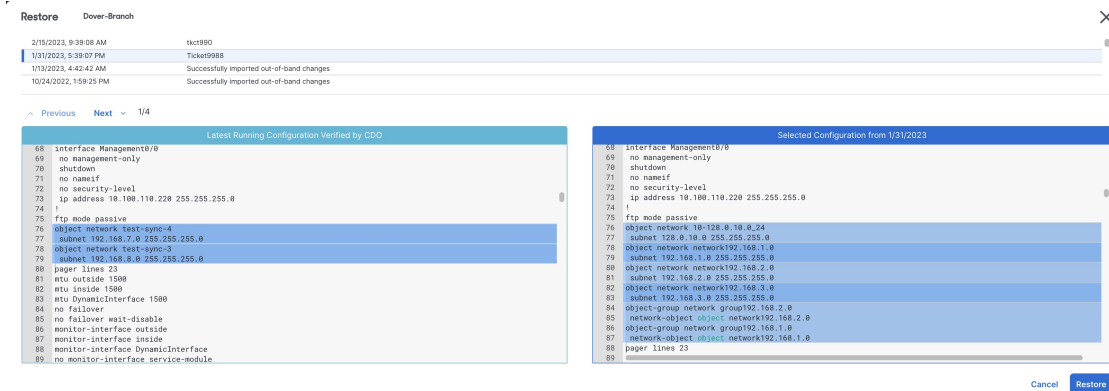 Restore Dover-Branch
2/15/2023, 9:39:08 AM tkct990
1/31/2023, 5:39:07 PM Ticket9988
1/13/2023, 4:42:42 AM Successfully imported out-of-band changes
10/24/2022, 1:59:25 PM Successfully imported out-of-band changes
Previous Next 1/4
Latest Running Configuration Verified by CDO
68 interface Management0/0
69 no management-only
70 shutdown
71 no nameif
72 no security-level
73 ip address 10.100.110.220 255.255.255.0
74 !
75 ftp mode passive
76 object network test-sync-4
77 subnet 192.168.7.0 255.255.255.0
78 object network test-sync-3
79 subnet 192.168.8.0 255.255.255.0
80 pager lines 23
81 mtu outside 1500
82 mtu inside 1500
83 mtu DynamicInterface 1500
84 no failover
85 no failover wait-disable
86 monitor-interface outside
87 monitor-interface inside
88 monitor-interface DynamicInterface
89 no monitor-interface service-module
Selected Configuration from 1/31/2023
68 interface Management0/0
69 no management-only
70 shutdown
71 no nameif
72 no security-level
73 ip address 10.100.110.220 255.255.255.0
74 !
75 ftp mode passive
76 object network 10-128.0.10.0_24
77 subnet 128.0.10.0 255.255.255.0
78 object network network192.168.1.0
79 subnet 192.168.1.0 255.255.255.0
80 object network network192.168.2.0
81 subnet 192.168.2.0 255.255.255.0
82 object network network192.168.3.0
83 subnet 192.168.3.0 255.255.255.0
84 object-group network group192.168.2.0
85 network-object object network192.168.2.0
86 object-group network group192.168.1.0
87 network-object object network192.168.1.0
88 pager lines 23
89
Cancel Restore